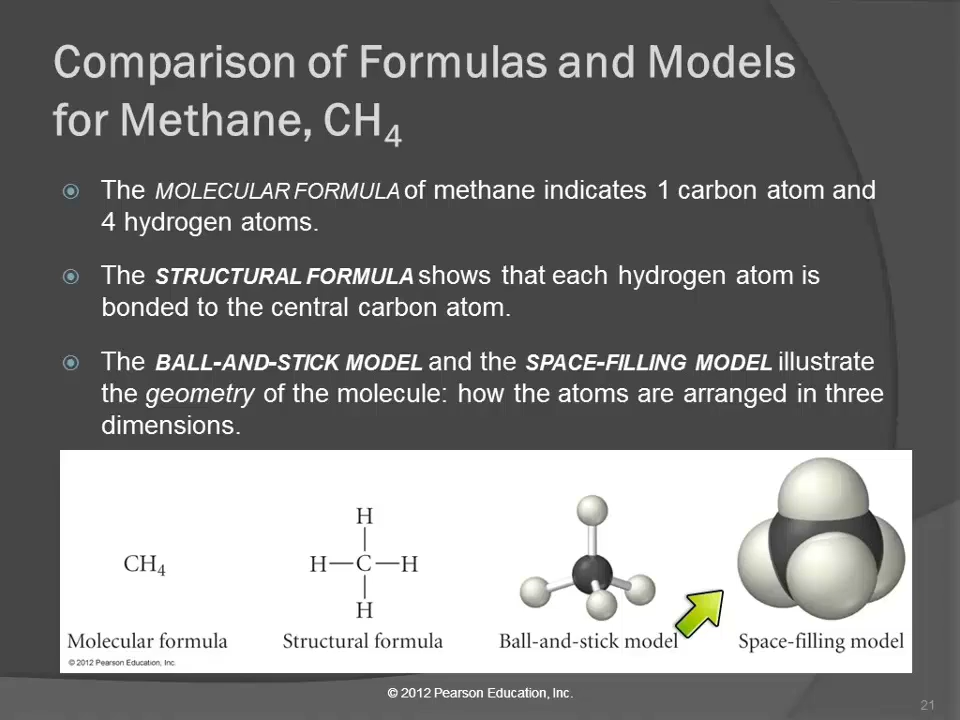 Comparison of Formulas and Models
for Methane, CH₄
The MOLECULAR FORMULA of methane indicates 1 carbon atom and
4 hydrogen atoms.
The STRUCTURAL FORMULA shows that each hydrogen atom is
bonded to the central carbon atom.
The BALL-AND-STICK MODEL and the SPACE-FILLING MODEL illustrate
the geometry of the molecule: how the atoms are arranged in three
dimensions.
CH₄
H
H—C—H
H
Molecular formula
Structural formula
Ball-and-stick model
Space-filling model
© 2012 Pearson Education, Inc.
© 2012 Pearson Education, Inc.
21